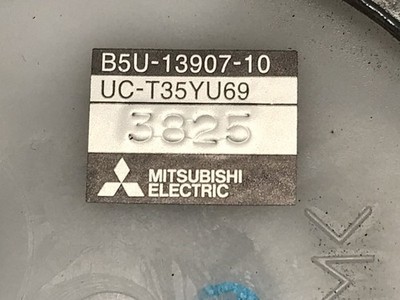 B5U-13907-10
UC-T35YU69
3825
MITSUBISHI
ELECTRIC